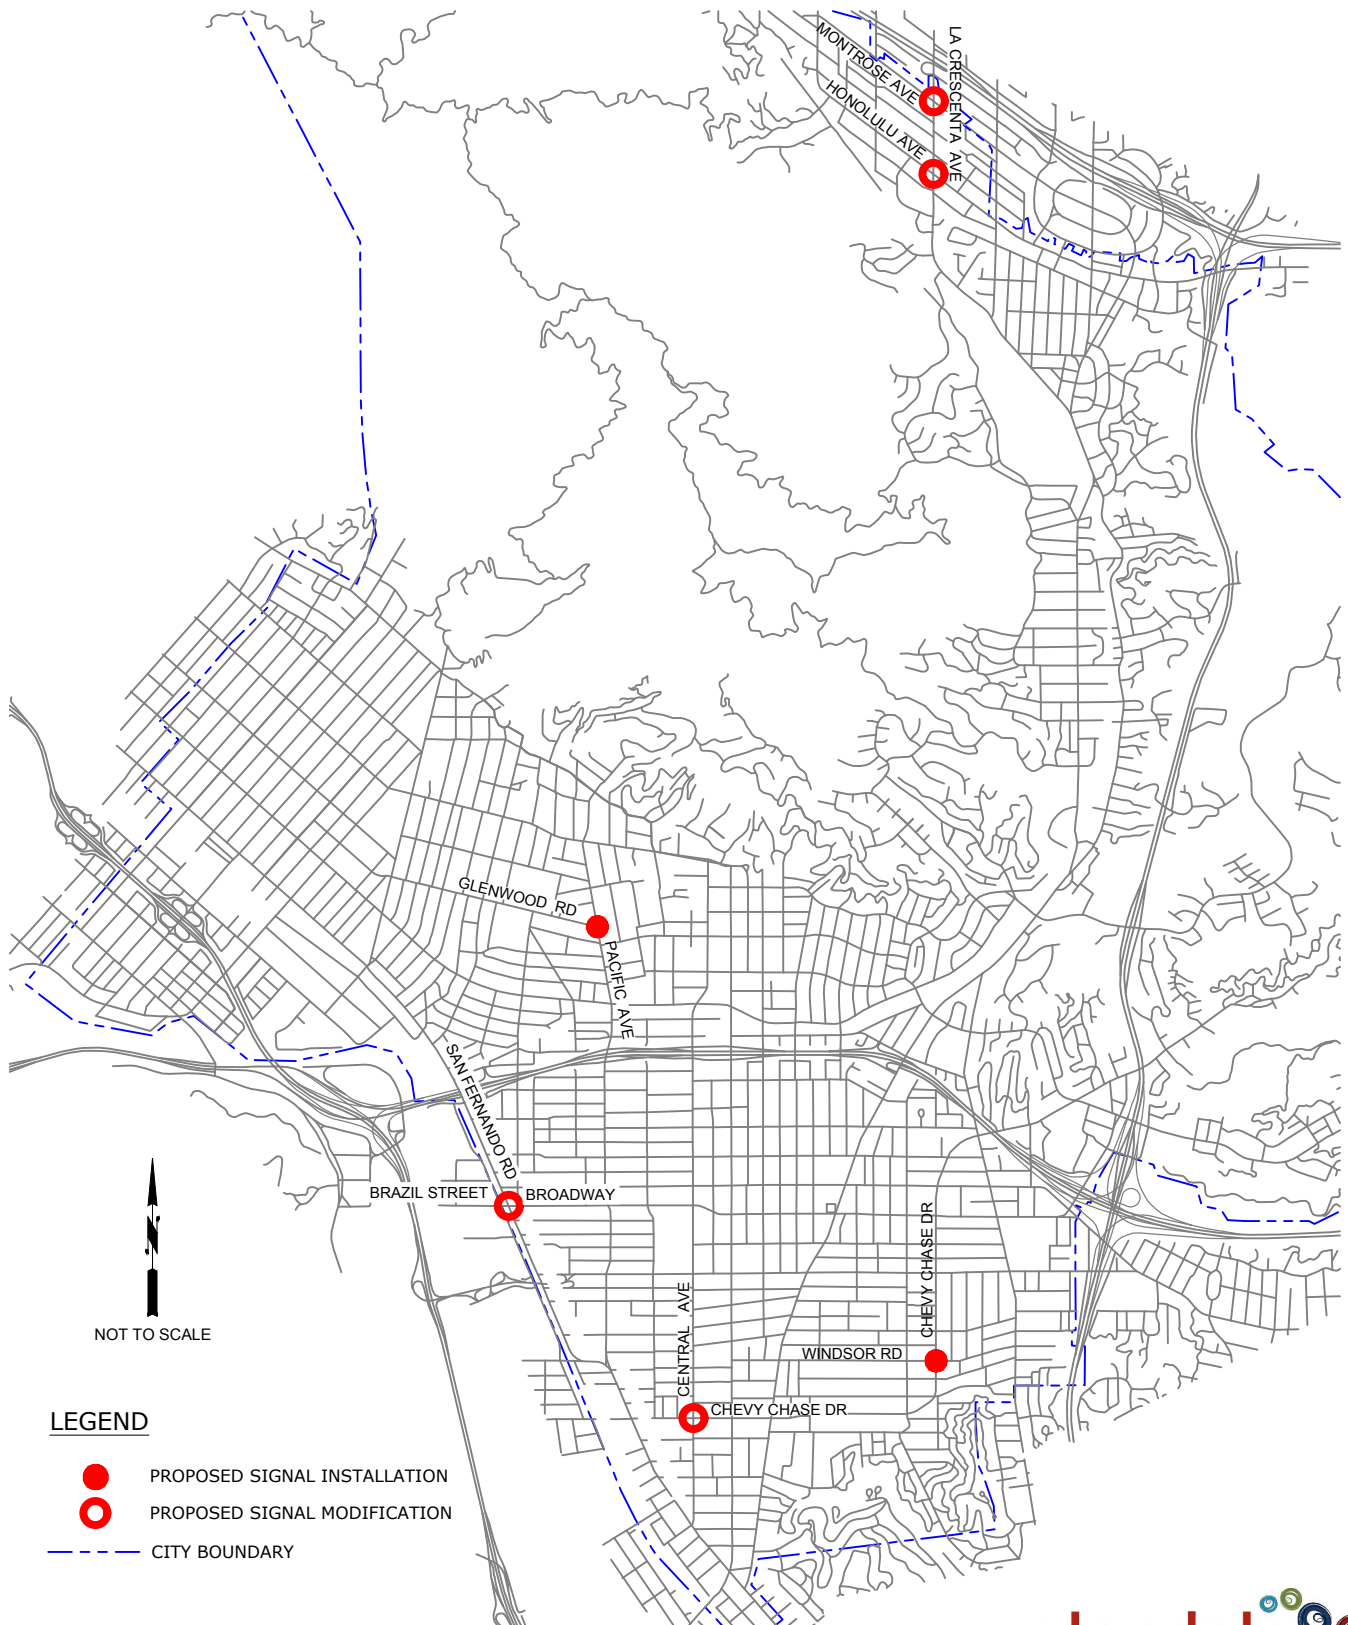 LA CRESCENTA AVE
MONTROSE AVE
HONOLULU AVE
GLENWOOD RD
PACIFIC AVE
SAN FERNANDO RD
BRAZIL STREET
BROADWAY
CHEVY CHASE DR
CENTRAL AVE
WINDSOR RD
CHEVY CHASE DR
N
NOT TO SCALE
LEGEND
PROPOSED SIGNAL INSTALLATION
PROPOSED SIGNAL MODIFICATION
CITY BOUNDARY